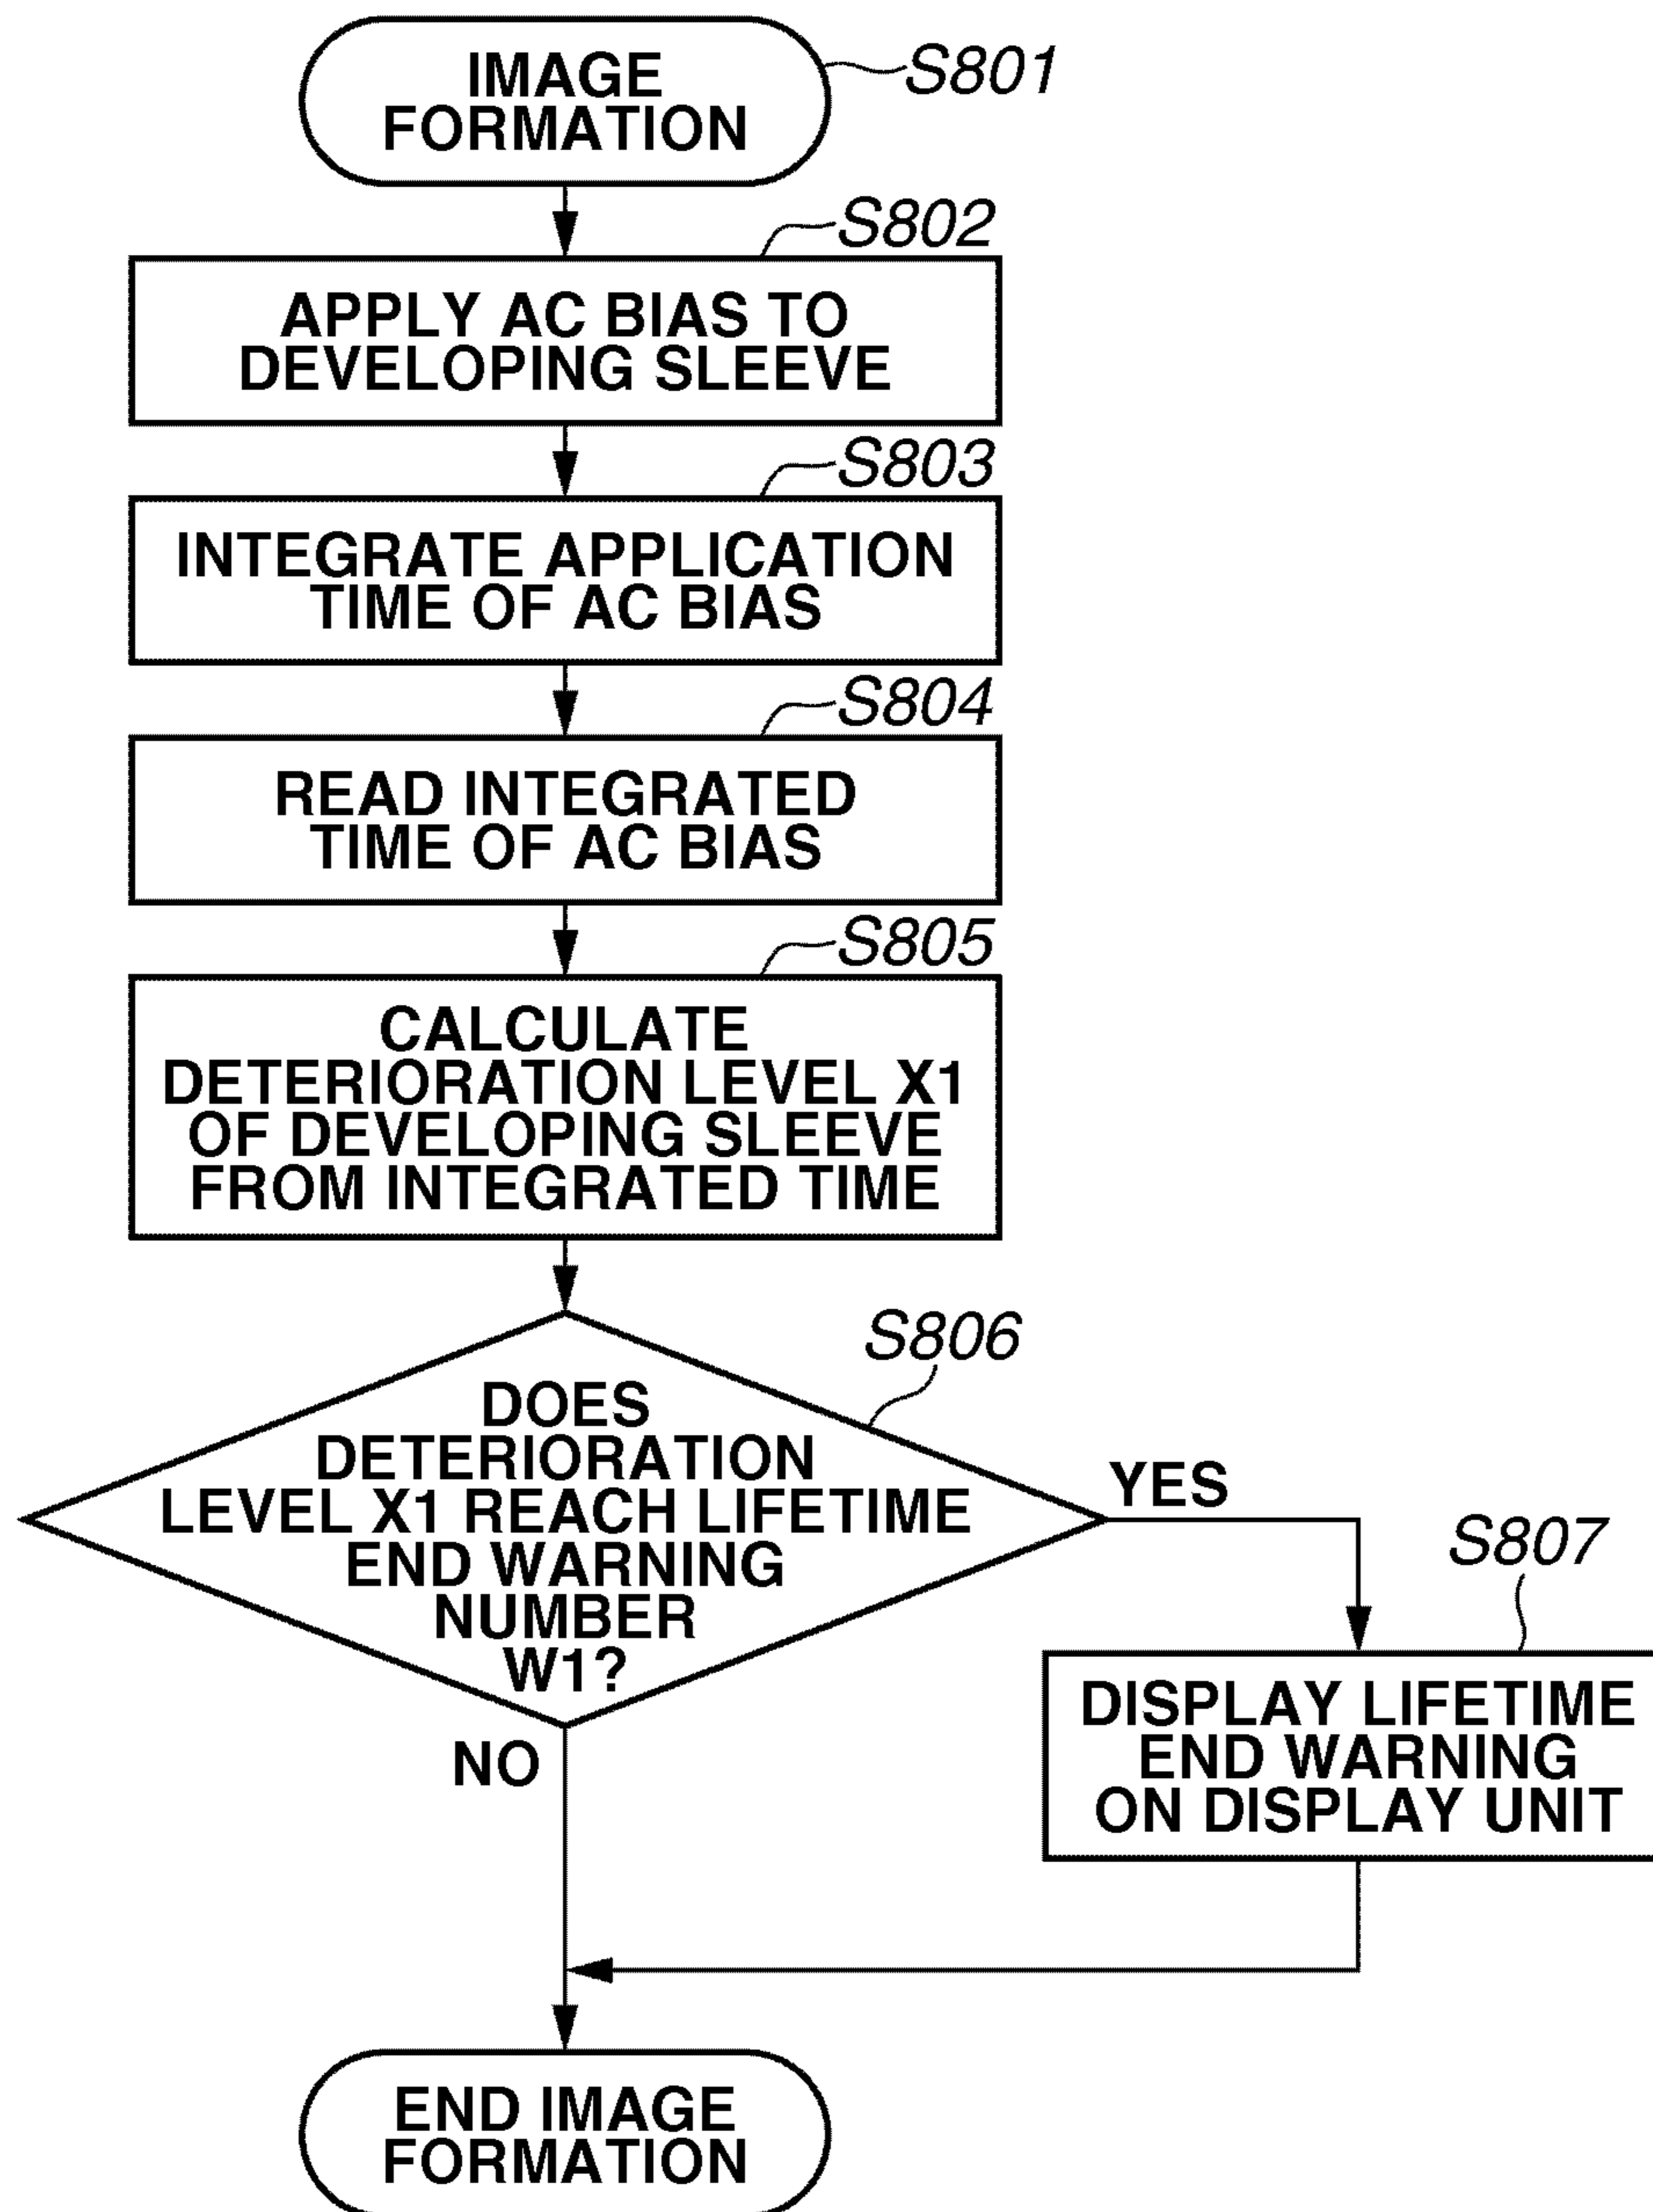 IMAGE
FORMATION
S801
S802
APPLY AC BIAS TO
DEVELOPING SLEEVE
S803
INTEGRATE APPLICATION
TIME OF AC BIAS
S804
READ INTEGRATED
TIME OF AC BIAS
S805
CALCULATE
DETERIORATION LEVEL X1
OF DEVELOPING SLEEVE
FROM INTEGRATED TIME
S806
DOES
DETERIORATION
LEVEL X1 REACH LIFETIME
END WARNING
NUMBER
W1?
YES
S807
DISPLAY LIFETIME
END WARNING
ON DISPLAY UNIT
NO
END IMAGE
FORMATION